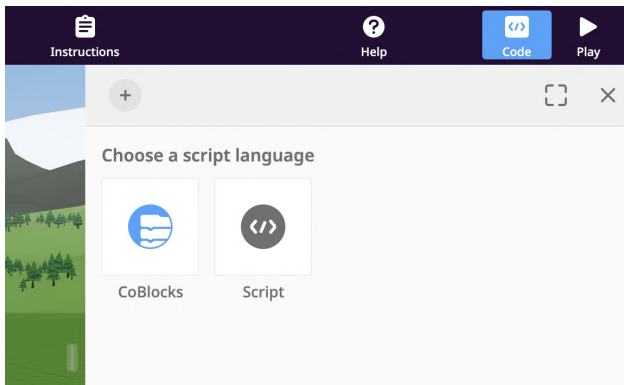 Instructions
Help
Code
Play
Choose a script language
CoBlocks
Script